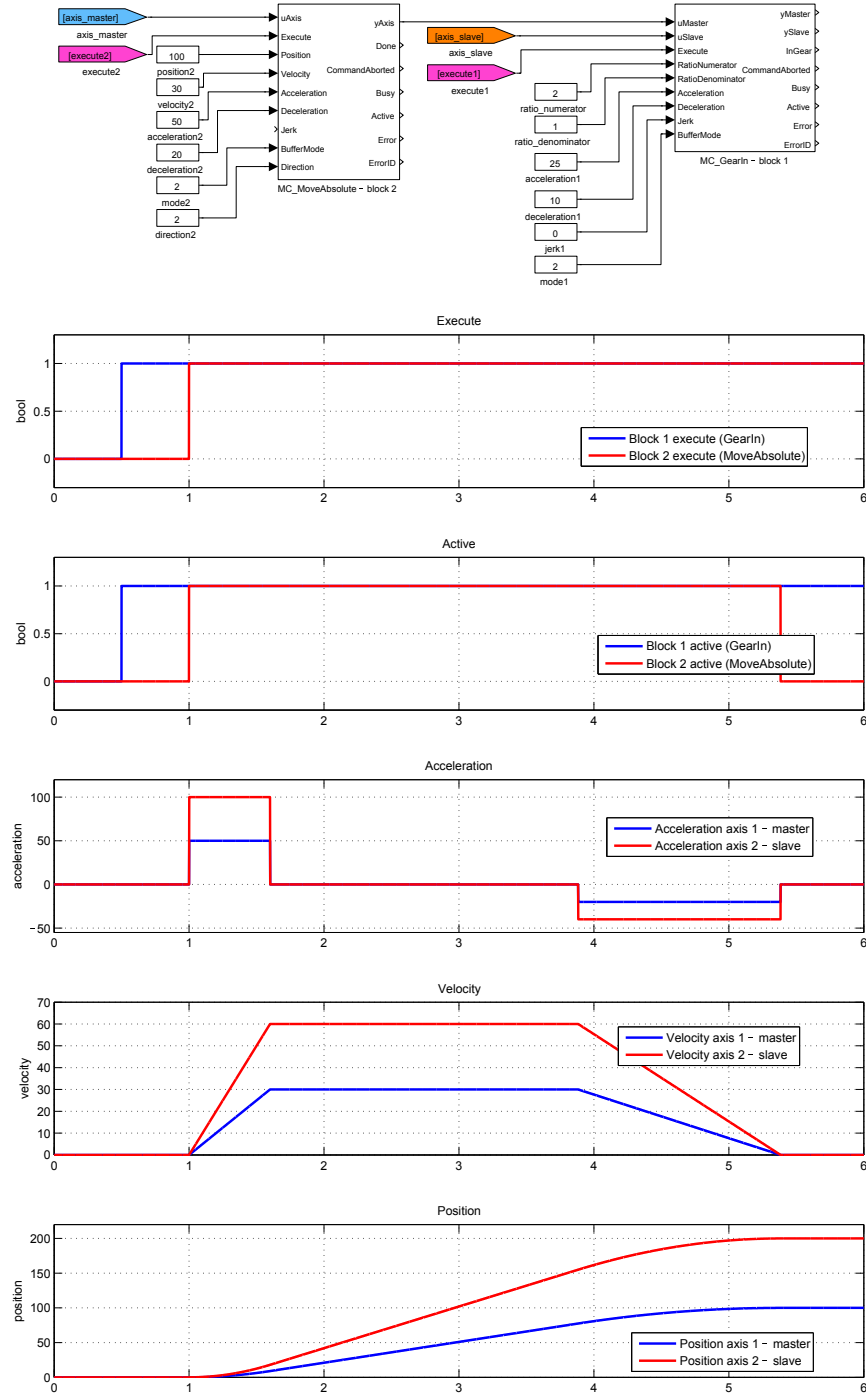 [axis_master]
axis_master
[execute2]
execute2
100
position2
30
velocity2
50
acceleration2
20
deceleration2
2
mode2
2
direction2
uAxis
Execute
Position
Velocity
Acceleration
Deceleration
Jerk
BufferMode
Direction
yAxis
Done
CommandAborted
Busy
Active
Error
ErrorID
MC_MoveAbsolute − block 2
[axis_slave]
axis_slave
[execute1]
execute1
2
ratio_numerator
1
ratio_denominator
25
acceleration1
10
deceleration1
0
jerk1
2
mode1
uMaster
uSlave
Execute
RatioNumerator
RatioDenominator
Acceleration
Deceleration
Jerk
BufferMode
yMaster
ySlave
InGear
CommandAborted
Busy
Active
Error
ErrorID
MC_GearIn − block 1
Execute
bool
1
0.5
0
Block 1 execute (GearIn)
Block 2 execute (MoveAbsolute)
0 1 2 3 4 5 6
Active
bool
1
0.5
0
Block 1 active (GearIn)
Block 2 active (MoveAbsolute)
0 1 2 3 4 5 6
Acceleration
acceleration
100
50
0
−50
Acceleration axis 1 − master
Acceleration axis 2 − slave
0 1 2 3 4 5 6
Velocity
velocity
70
60
50
40
30
20
10
0
Velocity axis 1 − master
Velocity axis 2 − slave
0 1 2 3 4 5 6
Position
position
200
150
100
50
0
Position axis 1 − master
Position axis 2 − slave
0 1 2 3 4 5 6